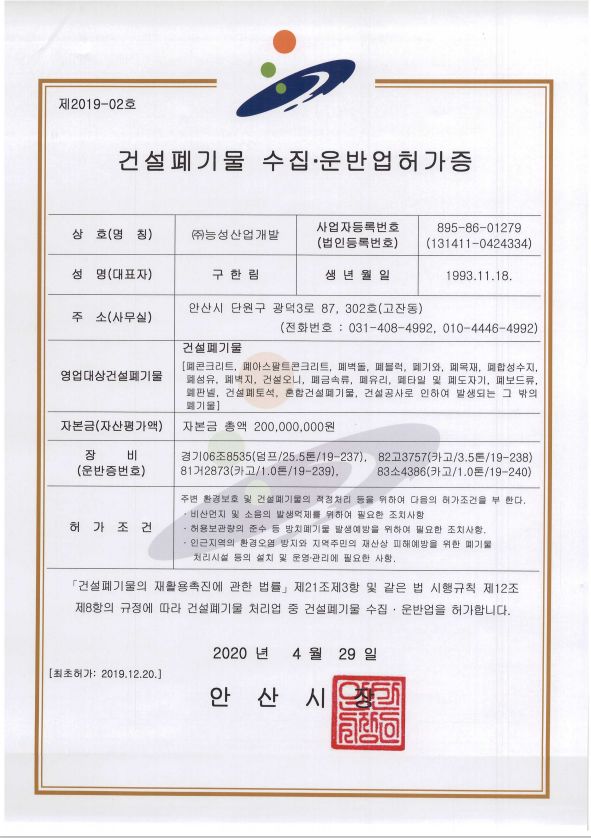 제2019-02호
건설폐기물 수집·운반업허가증
상 호(명 칭) ㈜능성산업개발 사업자등록번호 (법인등록번호) 895-86-01279 (131411-0424334)
성 명(대표자) 구한림 생년월일 1993.11.18.
주 소(사무실) 안산시 단원구 광덕3로 87, 302호(고잔동)
(전화번호 : 031-408-4992, 010-4446-4992)
영업대상건설폐기물 건설폐기물
[폐콘크리트, 폐아스팔트콘크리트, 폐벽돌, 폐블럭, 폐기와, 폐목재, 폐합성수지,
폐섬유, 폐벽지, 건설오니, 폐금속류, 폐유리, 폐타일 및 폐도자기, 폐보드류,
폐판넬, 건설폐토석, 혼합건설폐기물, 건설공사로 인하여 발생되는 그 밖의
폐기물]
자본금(자산평가액) 자본금 총액 200,000,000원
장 비 경기06조8535(덤프/25.5톤/19-237), 82고3757(카고/3.5톤/19-238)
(운반증번호) 81거2873(카고/1.0톤/19-239), 83소4386(카고/1.0톤/19-240)
허가조건 주변 환경보호 및 건설폐기물의 적정처리 등을 위하여 다음의 허가조건을 부 한다.
· 비산먼지 및 소음의 발생억제를 위하여 필요한 조치사항
· 허용보관량의 준수 등 방치폐기물 발생예방을 위하여 필요한 조치사항.
· 인근지역의 환경오염 방지와 지역주민의 재산상 피해예방을 위한 폐기물
처리시설 등의 설치 및 운영·관리에 필요한 사항.
「건설폐기물의 재활용촉진에 관한 법률」제21조제3항 및 같은 법 시행규칙 제12조
제8항의 규정에 따라 건설폐기물 처리업 중 건설폐기물 수집 · 운반업을 허가합니다.
2020 년 4 월 29 일
[최초허가: 2019.12.20.]
안 산 시 장